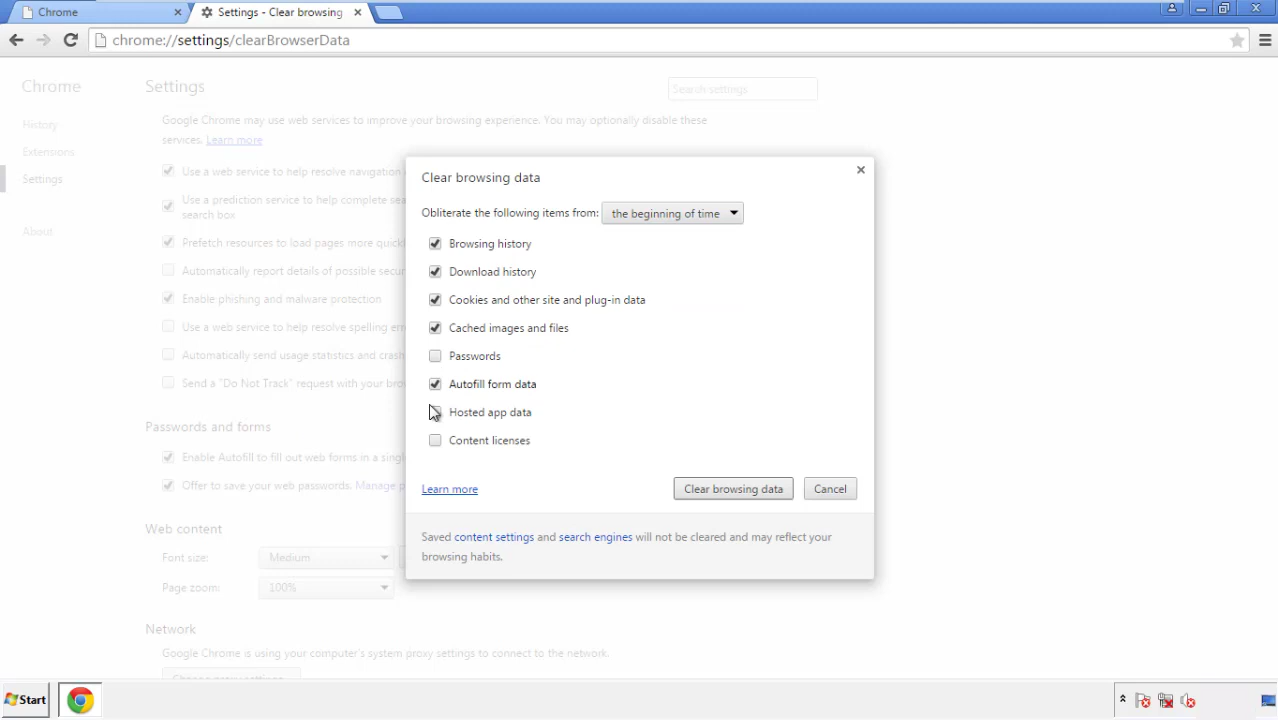 Chrome
Settings - Clear browsing
chrome://settings/clearBrowserData
Chrome
History
Extensions
Settings
About
Settings
Search settings
Google Chrome may use web services to improve your browsing experience. You may optionally disable these
services. Learn more
Use a web service to help resolve navigation
Use a prediction service to help complete
search box
Prefetch resources to load pages more
Automatically report details of possible
Enable phishing and malware protection
Use a web service to help resolve spelling
Automatically send usage statistics and
Send a "Do Not Track" request with your
Passwords and forms
Enable Autofill to fill out web forms in a
Offer to save your web passwords. Manage
Web content
Font size: Medium
Page zoom: 100%
Network
Google Chrome is using your computer's system proxy settings to connect to the network.
Clear browsing data
Obliterate the following items from: the beginning of time
Browsing history
Download history
Cookies and other site and plug-in data
Cached images and files
Passwords
Autofill form data
Hosted app data
Content licenses
Learn more
Clear browsing data
Cancel
Saved content settings and search engines will not be cleared and may reflect your
browsing habits.
Start